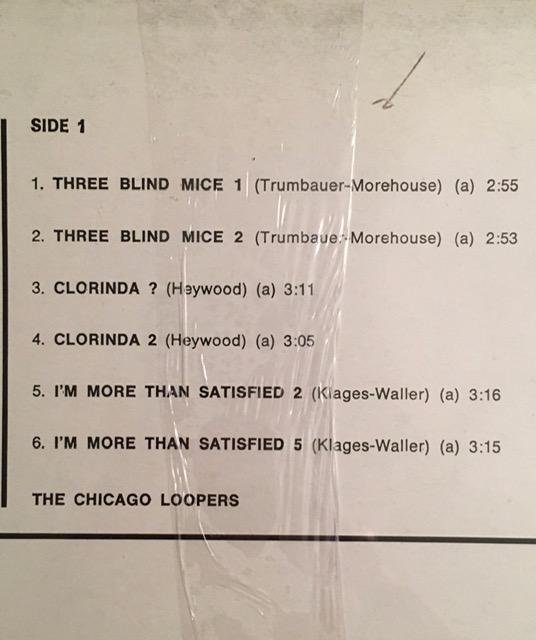 SIDE 1
1. THREE BLIND MICE 1 (Trumbauer-Morehouse) (a) 2:55
2. THREE BLIND MICE 2 (Trumbauer-Morehouse) (a) 2:53
3. CLORINDA ? (Heywood) (a) 3:11
4. CLORINDA 2 (Heywood) (a) 3:05
5. I'M MORE THAN SATISFIED 2 (Klages-Waller) (a) 3:16
6. I'M MORE THAN SATISFIED 5 (Klages-Waller) (a) 3:15
THE CHICAGO LOOPERS